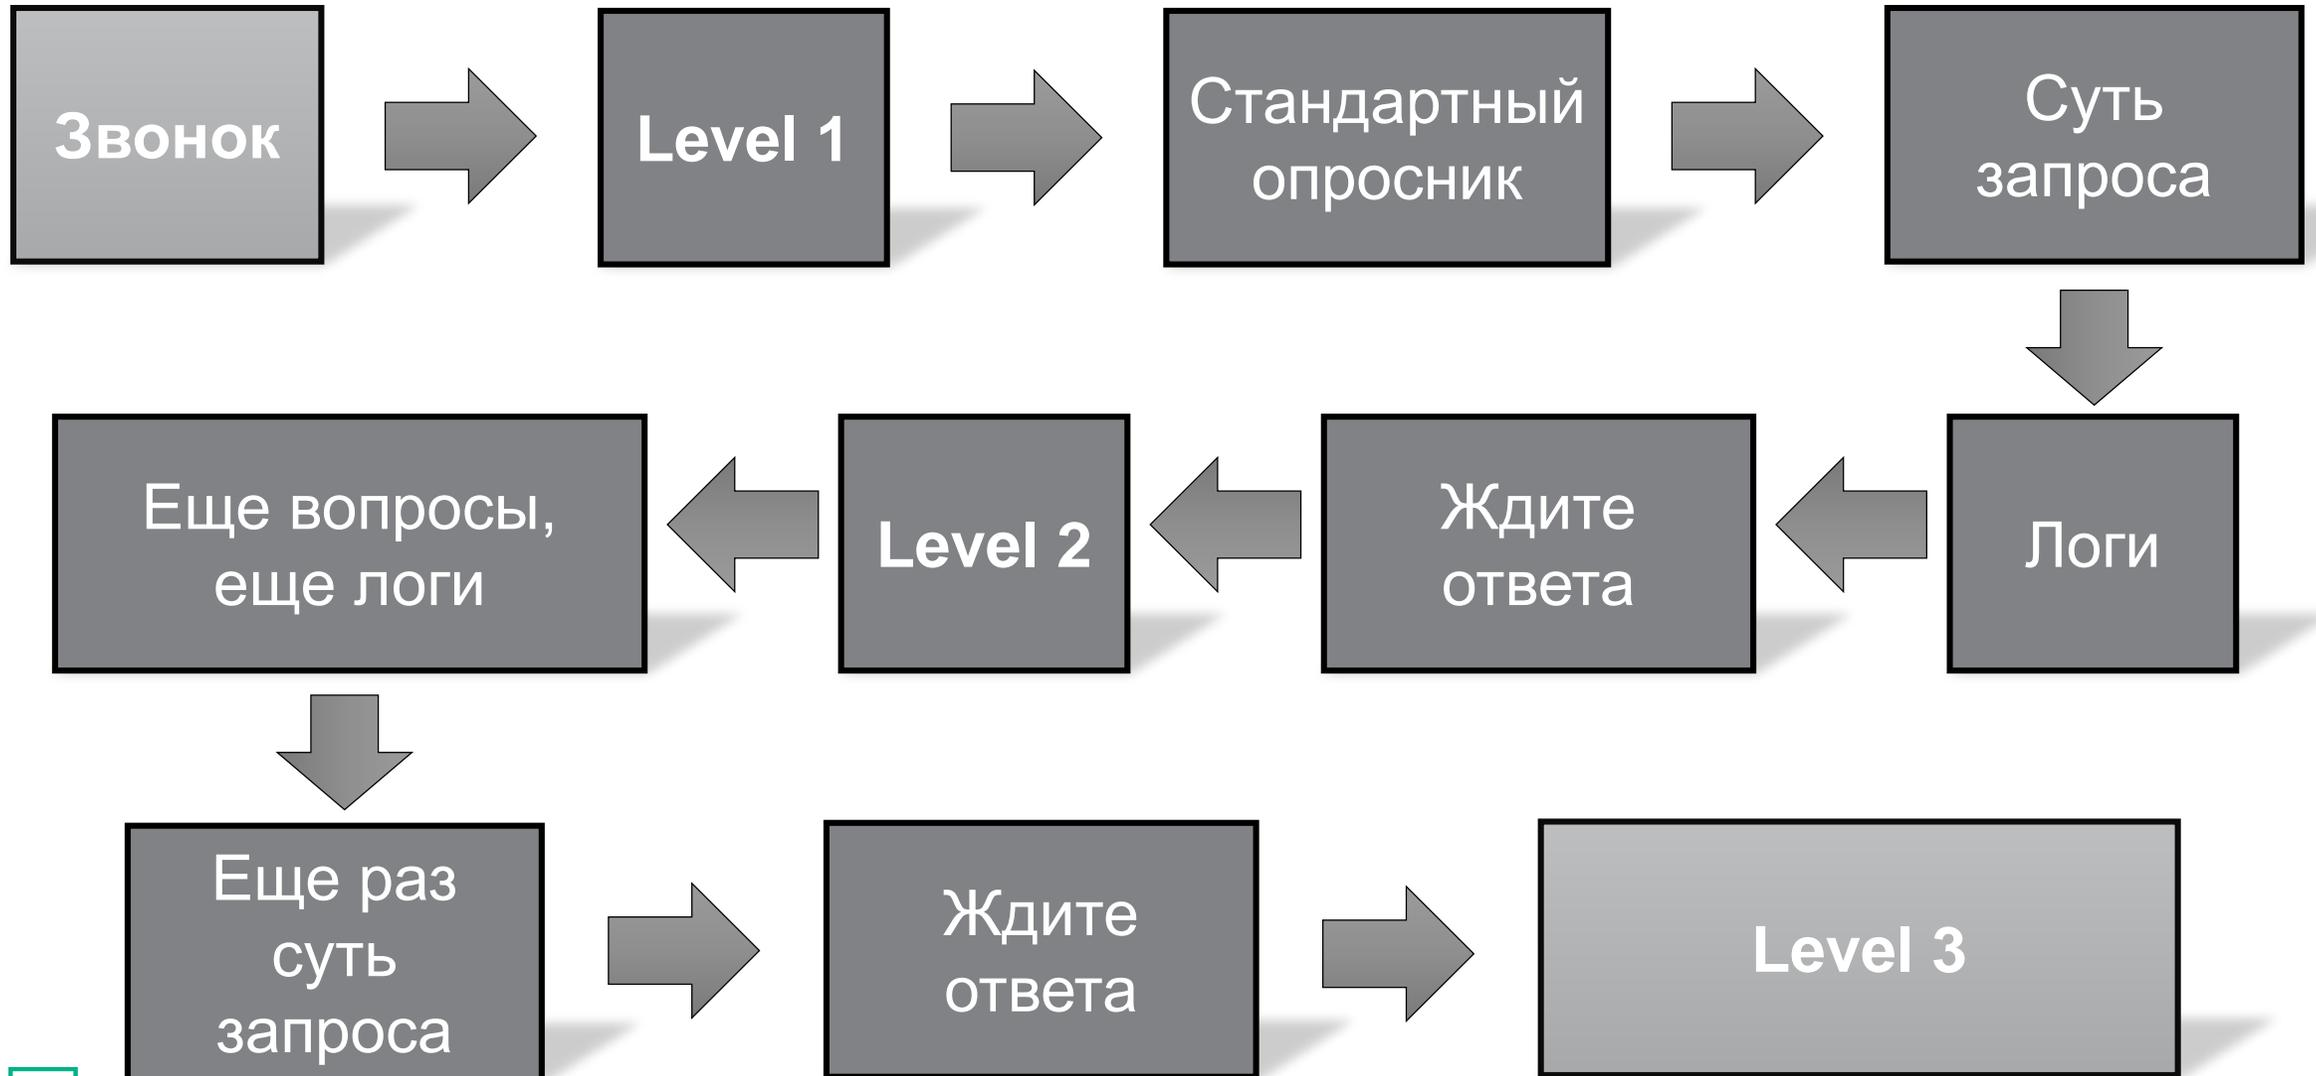 Звонок
Level 1
Стандартный
опросник
Суть
запроса
Логи
Ждите
ответа
Level 2
Еще вопросы,
еще логи
Еще раз
суть
запроса
Ждите
ответа
Level 3